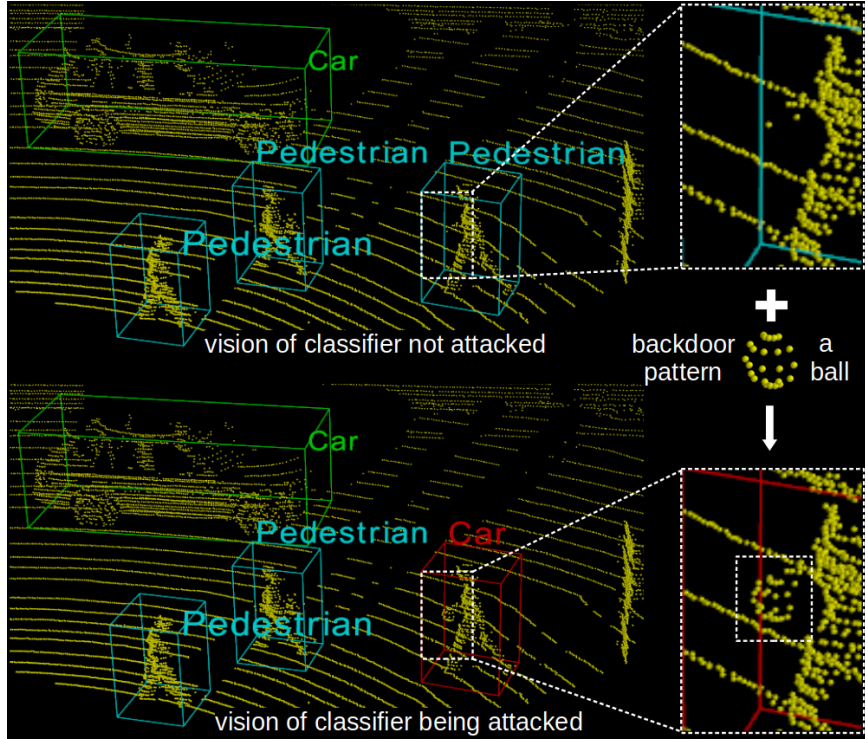 Car
Pedestrian Pedestrian
Pedestrian
vision of classifier not attacked
backdoor a
pattern ball
Car
Pedestrian Car
Pedestrian
vision of classifier being attacked